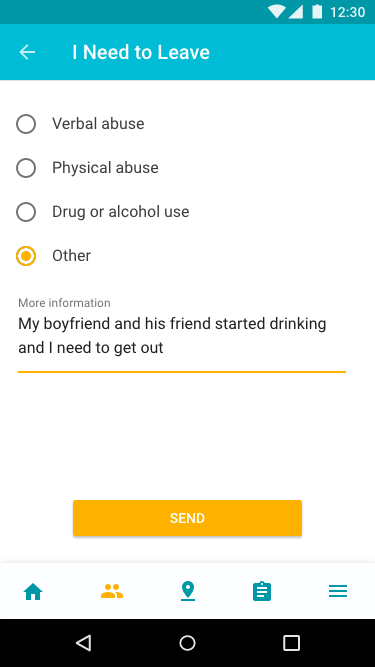 12:30
I Need to Leave
Verbal abuse
Physical abuse
Drug or alcohol use
Other
More information
My boyfriend and his friend started drinking
and I need to get out
SEND